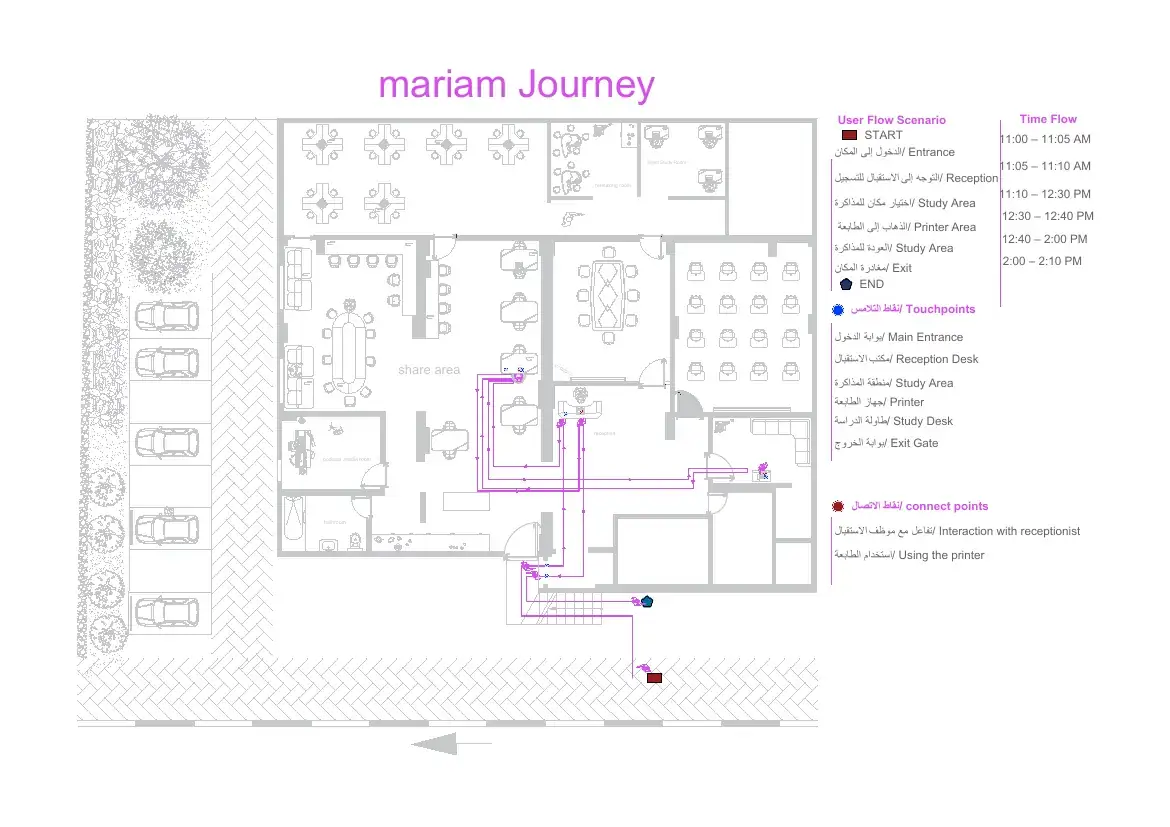 mariam Journey
User Flow Scenario
START
الدخول إلى المكان/ Entrance
التوجه إلى الاستقبال للتسجيل/ Reception
اختيار مكان للمذاكرة/ Study Area
الذهاب إلى الطابعة/ Printer Area
العودة للمذاكرة/ Study Area
مغادرة المكان/ Exit
END
Time Flow
11:00 – 11:05 AM
11:05 – 11:10 AM
11:10 – 12:30 PM
12:30 – 12:40 PM
12:40 – 2:00 PM
2:00 – 2:10 PM
نقاط التلامس/ Touchpoints
بوابة الدخول/ Main Entrance
مكتب الاستقبال/ Reception Desk
منطقة المذاكرة/ Study Area
جهاز الطابعة/ Printer
طاولة الدراسة/ Study Desk
بوابة الخروج/ Exit Gate
نقاط الاتصال/ connect points
تفاعل مع موظف الاستقبال/ Interaction with receptionist
استخدام الطابعة/ Using the printer
share area
reception
bathroom